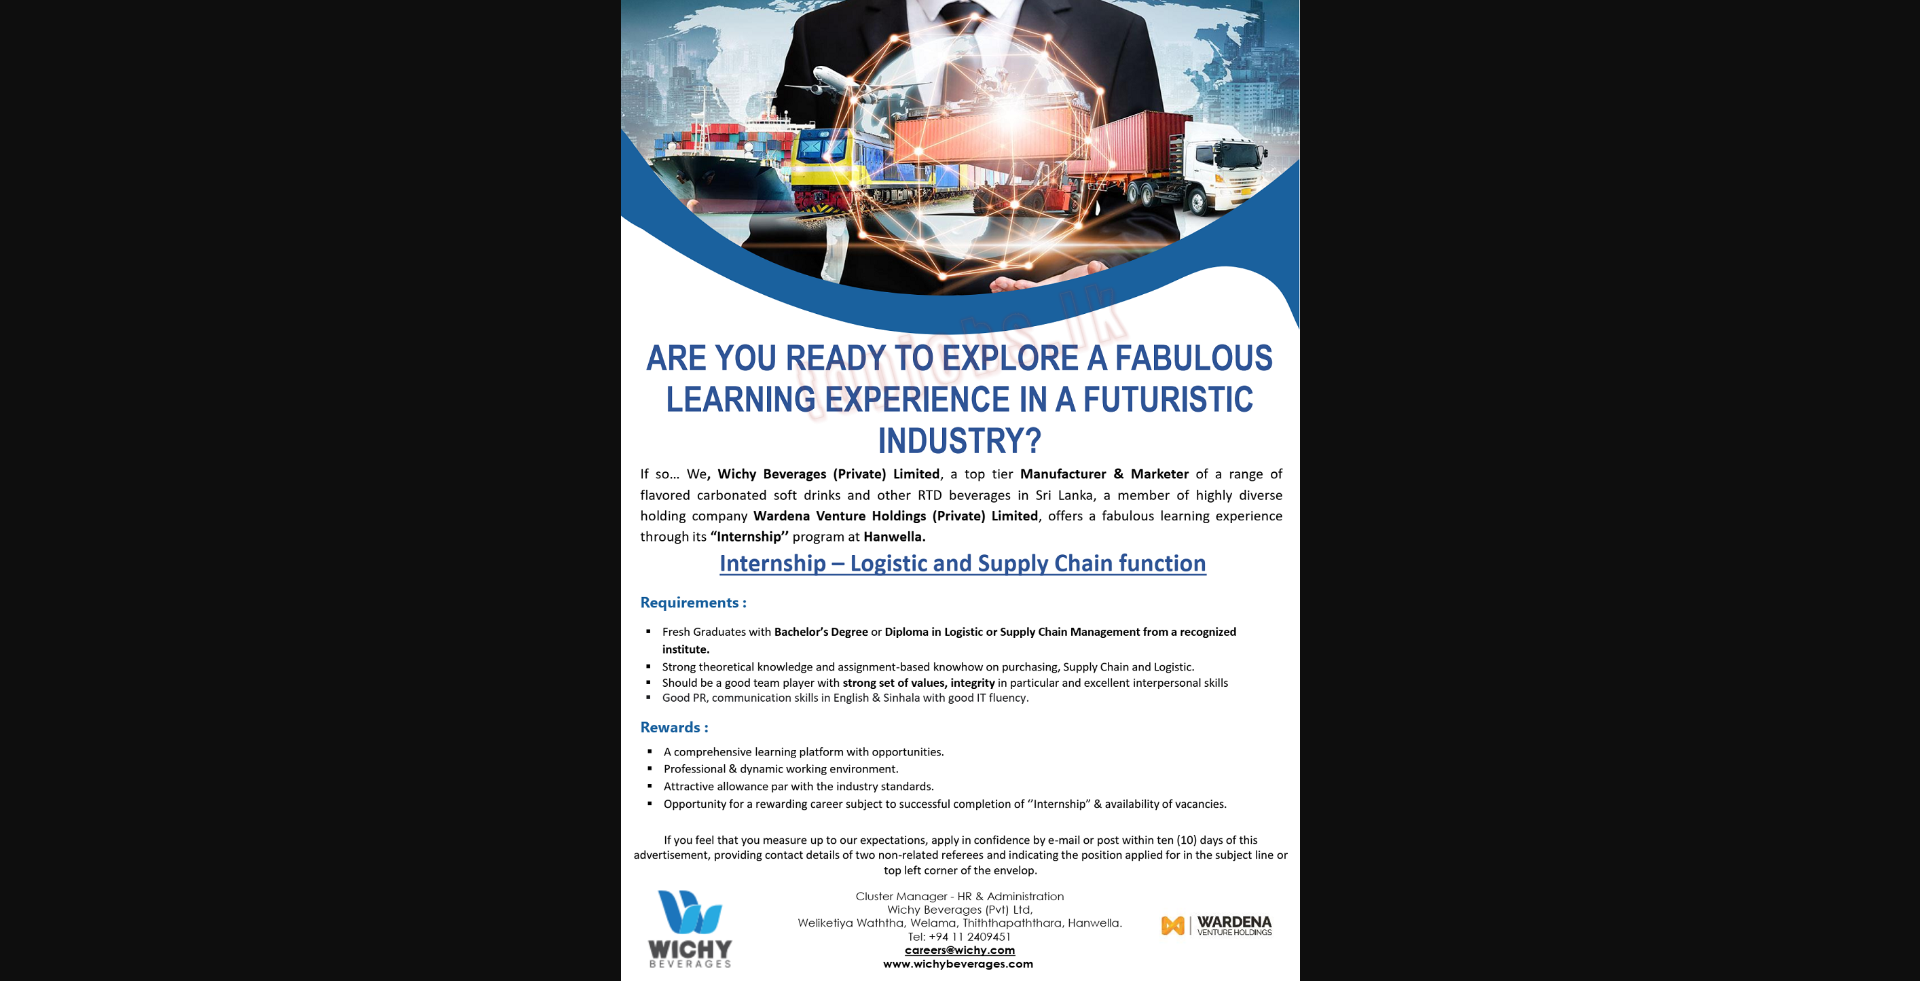 ARE YOU READY TO EXPLORE A FABULOUS
LEARNING EXPERIENCE IN A FUTURISTIC
INDUSTRY?
If so... We, Wichy Beverages (Private) Limited, a top tier Manufacturer & Marketer of a range of
flavored carbonated soft drinks and other RTD beverages in Sri Lanka, a member of highly diverse
holding company Wardena Venture Holdings (Private) Limited, offers a fabulous learning experience
through its “Internship’’ program at Hanwella.
Internship – Logistic and Supply Chain function
Requirements :
▪ Fresh Graduates with Bachelor’s Degree or Diploma in Logistic or Supply Chain Management from a recognized
institute.
▪ Strong theoretical knowledge and assignment-based knowhow on purchasing, Supply Chain and Logistic.
▪ Should be a good team player with strong set of values, integrity in particular and excellent interpersonal skills
▪ Good PR, communication skills in English & Sinhala with good IT fluency.
Rewards :
▪ A comprehensive learning platform with opportunities.
▪ Professional & dynamic working environment.
▪ Attractive allowance par with the industry standards.
▪ Opportunity for a rewarding career subject to successful completion of ‘‘Internship” & availability of vacancies.
If you feel that you measure up to our expectations, apply in confidence by e-mail or post within ten (10) days of this
advertisement, providing contact details of two non-related referees and indicating the position applied for in the subject line or
top left corner of the envelop.
Cluster Manager - HR & Administration
Wichy Beverages (Pvt) Ltd,
Weliketiya Waththa, Welama, Thiththapaththara, Hanwella.
Tel: +94 11 2409451
careers@wichy.com
www.wichybeverages.com
WICHY
BEVERAGES
WARDENA
VENTURE HOLDINGS